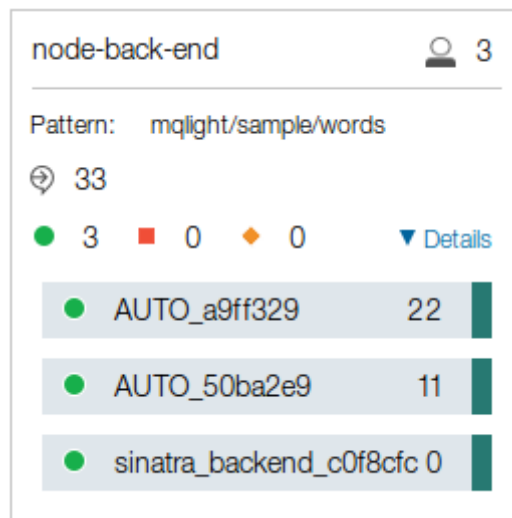 node-back-end 3
Pattern: mqlight/sample/words
33
3 0 0 Details
AUTO_a9ff329 22
AUTO_50ba2e9 11
sinatra_backend_c0f8cfc 0